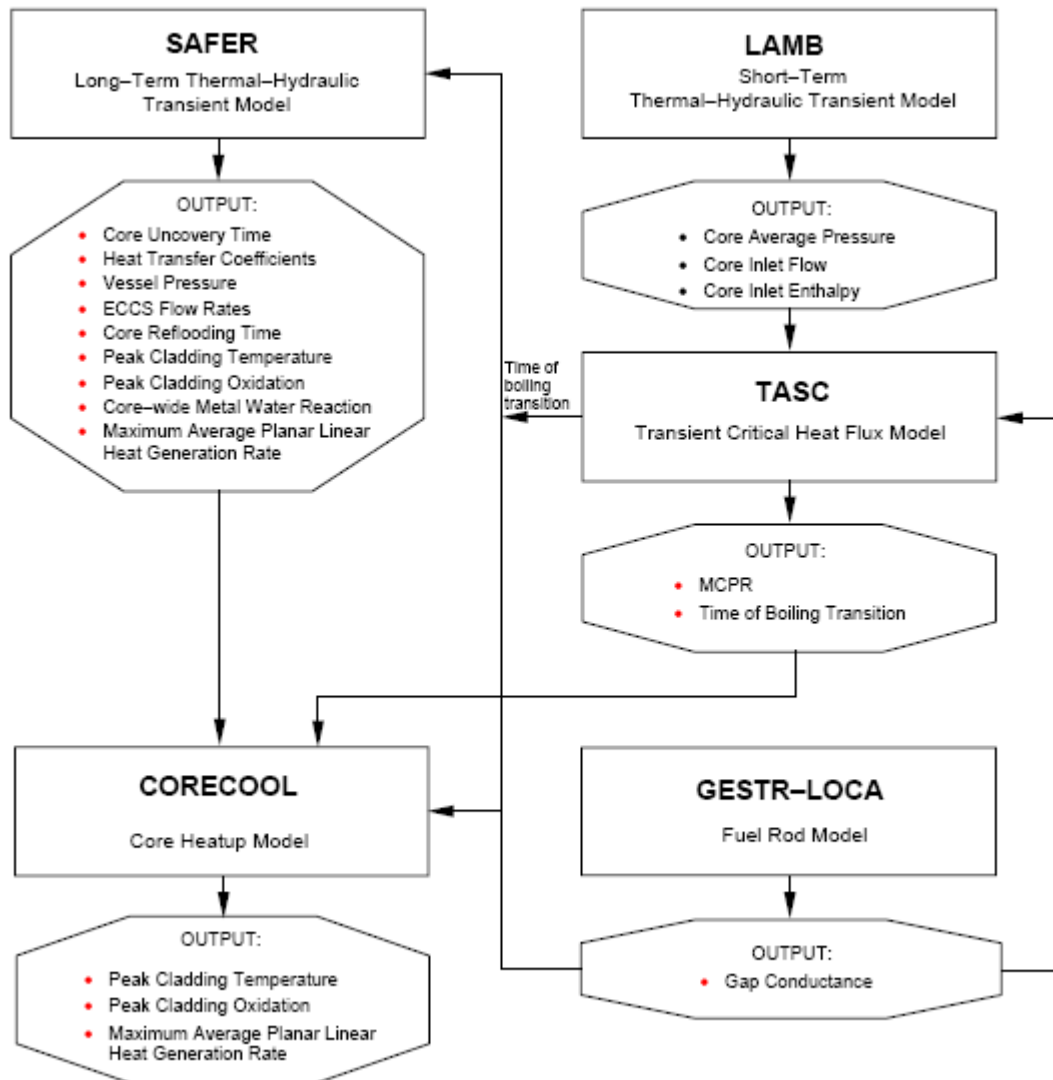 SAFER
Long–Term Thermal–Hydraulic
Transient Model
OUTPUT:
Core Uncovery Time
Heat Transfer Coefficients
Vessel Pressure
ECCS Flow Rates
Core Reflooding Time
Peak Cladding Temperature
Peak Cladding Oxidation
Core–wide Metal Water Reaction
Maximum Average Planar Linear
Heat Generation Rate
LAMB
Short–Term
Thermal–Hydraulic Transient Model
OUTPUT:
Core Average Pressure
Core Inlet Flow
Core Inlet Enthalpy
Time of
boiling
transition
TASC
Transient Critical Heat Flux Model
OUTPUT:
MCPR
Time of Boiling Transition
CORECOOL
Core Heatup Model
OUTPUT:
Peak Cladding Temperature
Peak Cladding Oxidation
Maximum Average Planar Linear
Heat Generation Rate
GESTR–LOCA
Fuel Rod Model
OUTPUT:
Gap Conductance